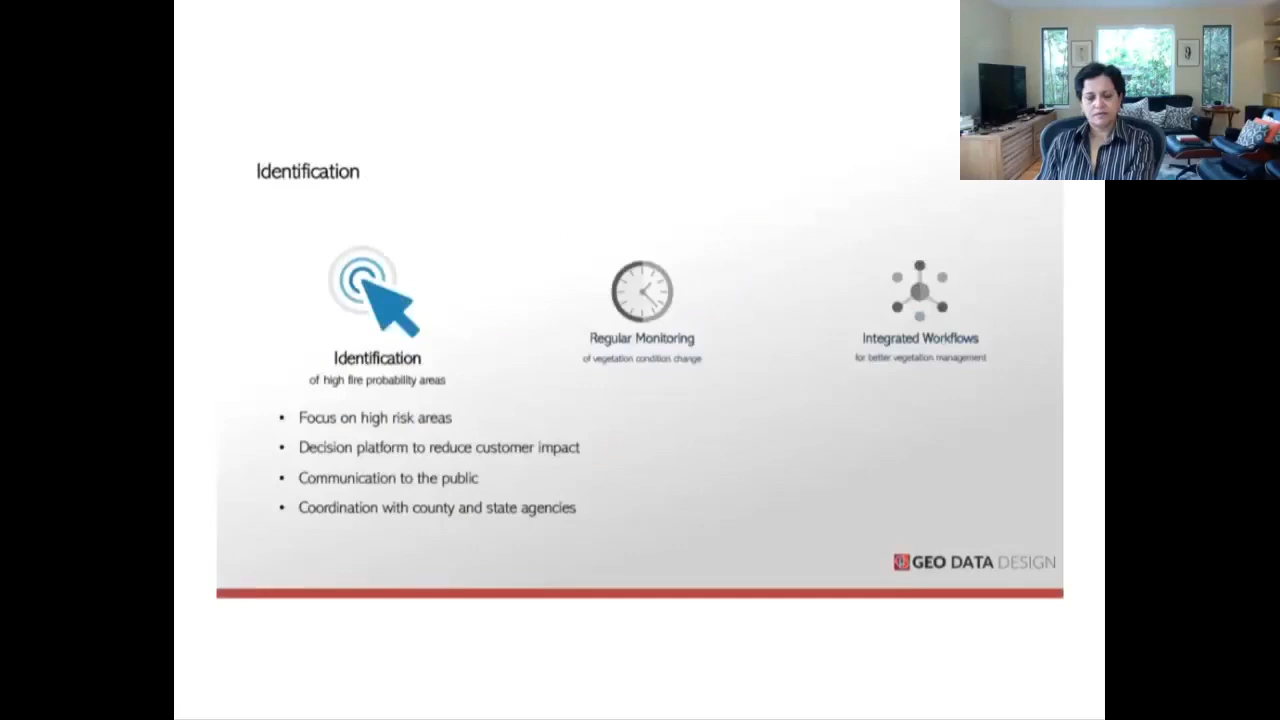 Identification
Identification
of high fire probability areas
Regular Monitoring
of vegetation condition change
Integrated Workflows
for better vegetation management
• Focus on high risk areas
• Decision platform to reduce customer impact
• Communication to the public
• Coordination with county and state agencies
GEO DATA DESIGN